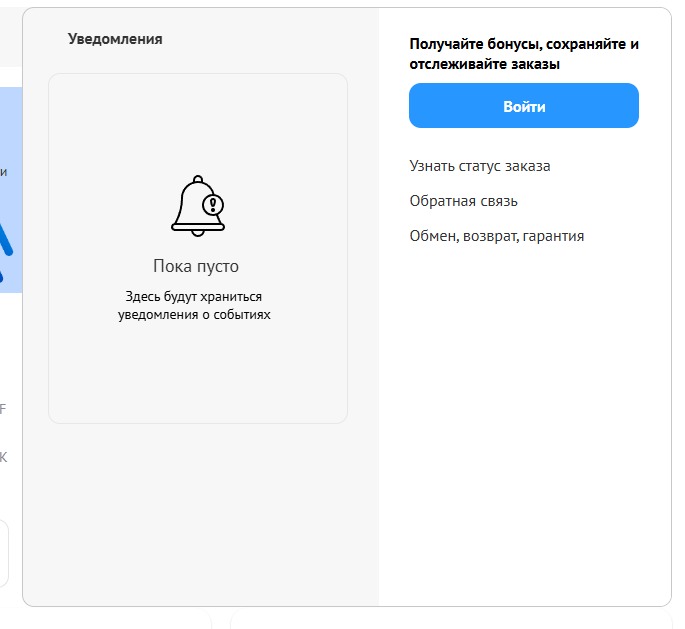 Уведомления
Пока пусто
Здесь будут храниться
уведомления о событиях
Получайте бонусы, сохраняйте и
отслеживайте заказы
Войти
Узнать статус заказа
Обратная связь
Обмен, возврат, гарантия
и
F
K